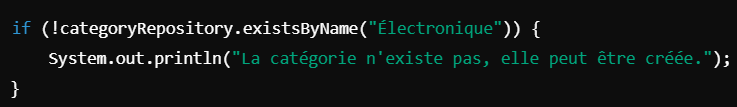 if (!categoryRepository.existsByName("Électronique")) {
    System.out.println("La catégorie n'existe pas, elle peut être créée.");
}